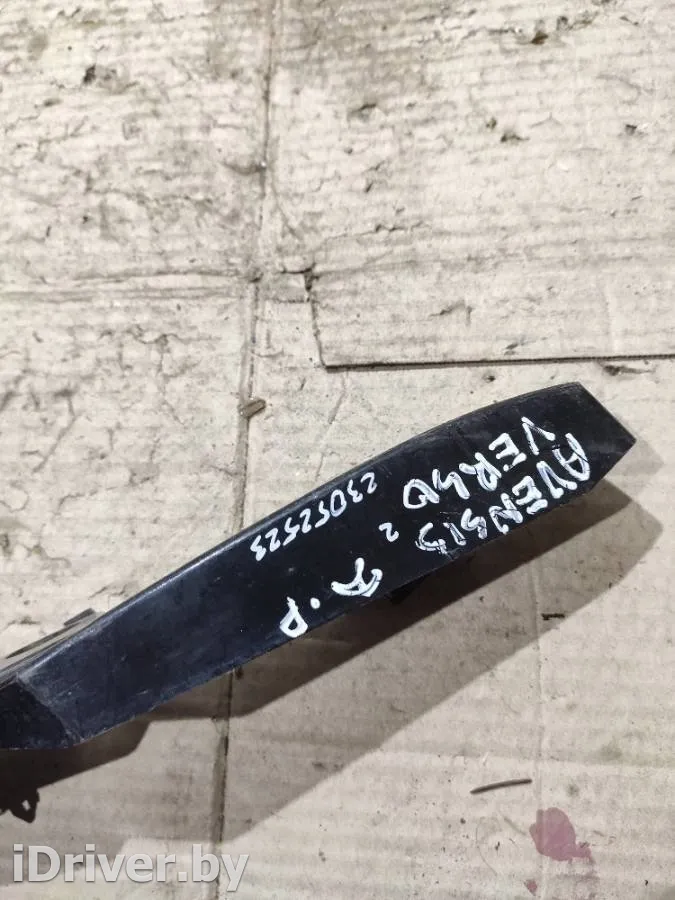 AVENSIS
VERSO 2
Я.P
23052523
iDriver.by